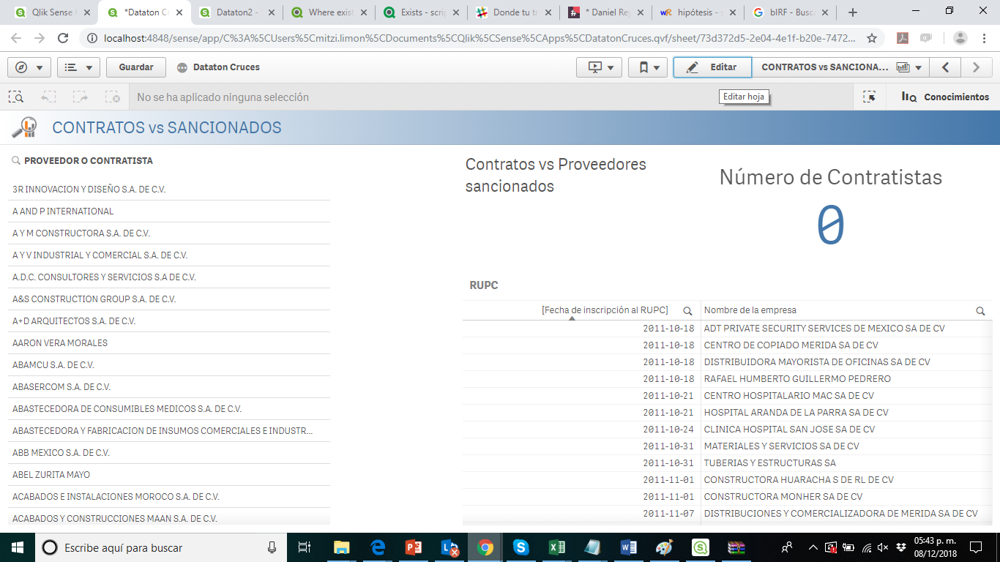 Qlik Sense
*Dataton C
Dataton2 -
Where exist
Exists - scrip
Donde tu tr
* Daniel Re
hipótesis - s
bIRF - Busc
localhost:4848/sense/app/C%3A%5CUsers%5Cmitzi.limon%5CDocuments%5CQlik%5CSense%5CApps%5CDatatonCruces.qvf/sheet/73d372d5-2e04-4e1f-b20e-7472...
Guardar
Dataton Cruces
Editar
CONTRATOS vs SANCIONA...
No se ha aplicado ninguna selección
Editar hoja
Conocimientos
CONTRATOS vs SANCIONADOS
PROVEEDOR O CONTRATISTA
3R INNOVACION Y DISEÑO S.A. DE C.V.
A AND P INTERNATIONAL
A Y M CONSTRUCTORA S.A. DE C.V.
A Y V INDUSTRIAL Y COMERCIAL S.A. DE C.V.
A.D.C. CONSULTORES Y SERVICIOS S.A DE C.V.
A&S CONSTRUCTION GROUP S.A. DE C.V.
A+D ARQUITECTOS S.A. DE C.V.
AARON VERA MORALES
ABAMCU S.A. DE C.V.
ABASERCOM S.A. DE C.V.
ABASTECEDORA DE CONSUMIBLES MEDICOS S.A. DE C.V.
ABASTECEDORA Y FABRICACION DE INSUMOS COMERCIALES E INDUSTR...
ABB MEXICO S.A. DE C.V.
ABEL ZURITA MAYO
ACABADOS E INSTALACIONES MOROCO S.A. DE C.V.
ACABADOS Y CONSTRUCCIONES MAAN S.A. DE C.V.
Contratos vs Proveedores
sancionados
Número de Contratistas
0
RUPC
[Fecha de inscripción al RUPC] Nombre de la empresa
2011-10-18 ADT PRIVATE SECURITY SERVICES DE MEXICO SA DE CV
2011-10-18 CENTRO DE COPIADO MERIDA SA DE CV
2011-10-18 DISTRIBUIDORA MAYORISTA DE OFICINAS SA DE CV
2011-10-18 RAFAEL HUMBERTO GUILLERMO PEDRERO
2011-10-21 CENTRO HOSPITALARIO MAC SA DE CV
2011-10-21 HOSPITAL ARANDA DE LA PARRA SA DE CV
2011-10-24 CLINICA HOSPITAL SAN JOSE SA DE CV
2011-10-31 MATERIALES Y SERVICIOS SA DE CV
2011-10-31 TUBERIAS Y ESTRUCTURAS SA
2011-11-01 CONSTRUCTORA HUARACHA S DE RL DE CV
2011-11-01 CONSTRUCTORA MONHER SA DE CV
2011-11-07 DISTRIBUCIONES Y COMERCIALIZADORA DE MERIDA SA DE CV
Escribe aquí para buscar
05:43 p. m.
08/12/2018